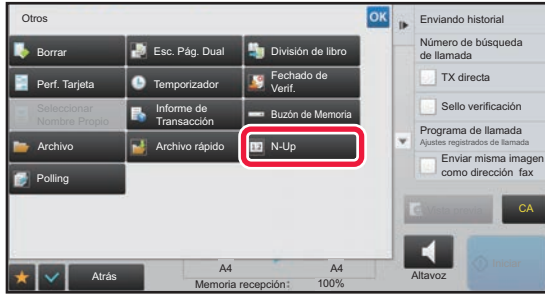 Otros
OK
Borrar
Esc. Pág. Dual
División de libro
Perf. Tarjeta
Temporizador
Fechado de
Verif.
Seleccionar
Nombre Propio
Informe de
Transacción
Buzón de Memoria
Archivo
Archivo rápido
12
N-Up
Polling
Atrás
A4
A4
Memoria recepción:
100%
Enviando historial
Número de búsqueda
de llamada
TX directa
Sello verificación
Programa de llamada
Ajustes registrados de llamada
Enviar misma imagen
como dirección fax
CA
Altavoz